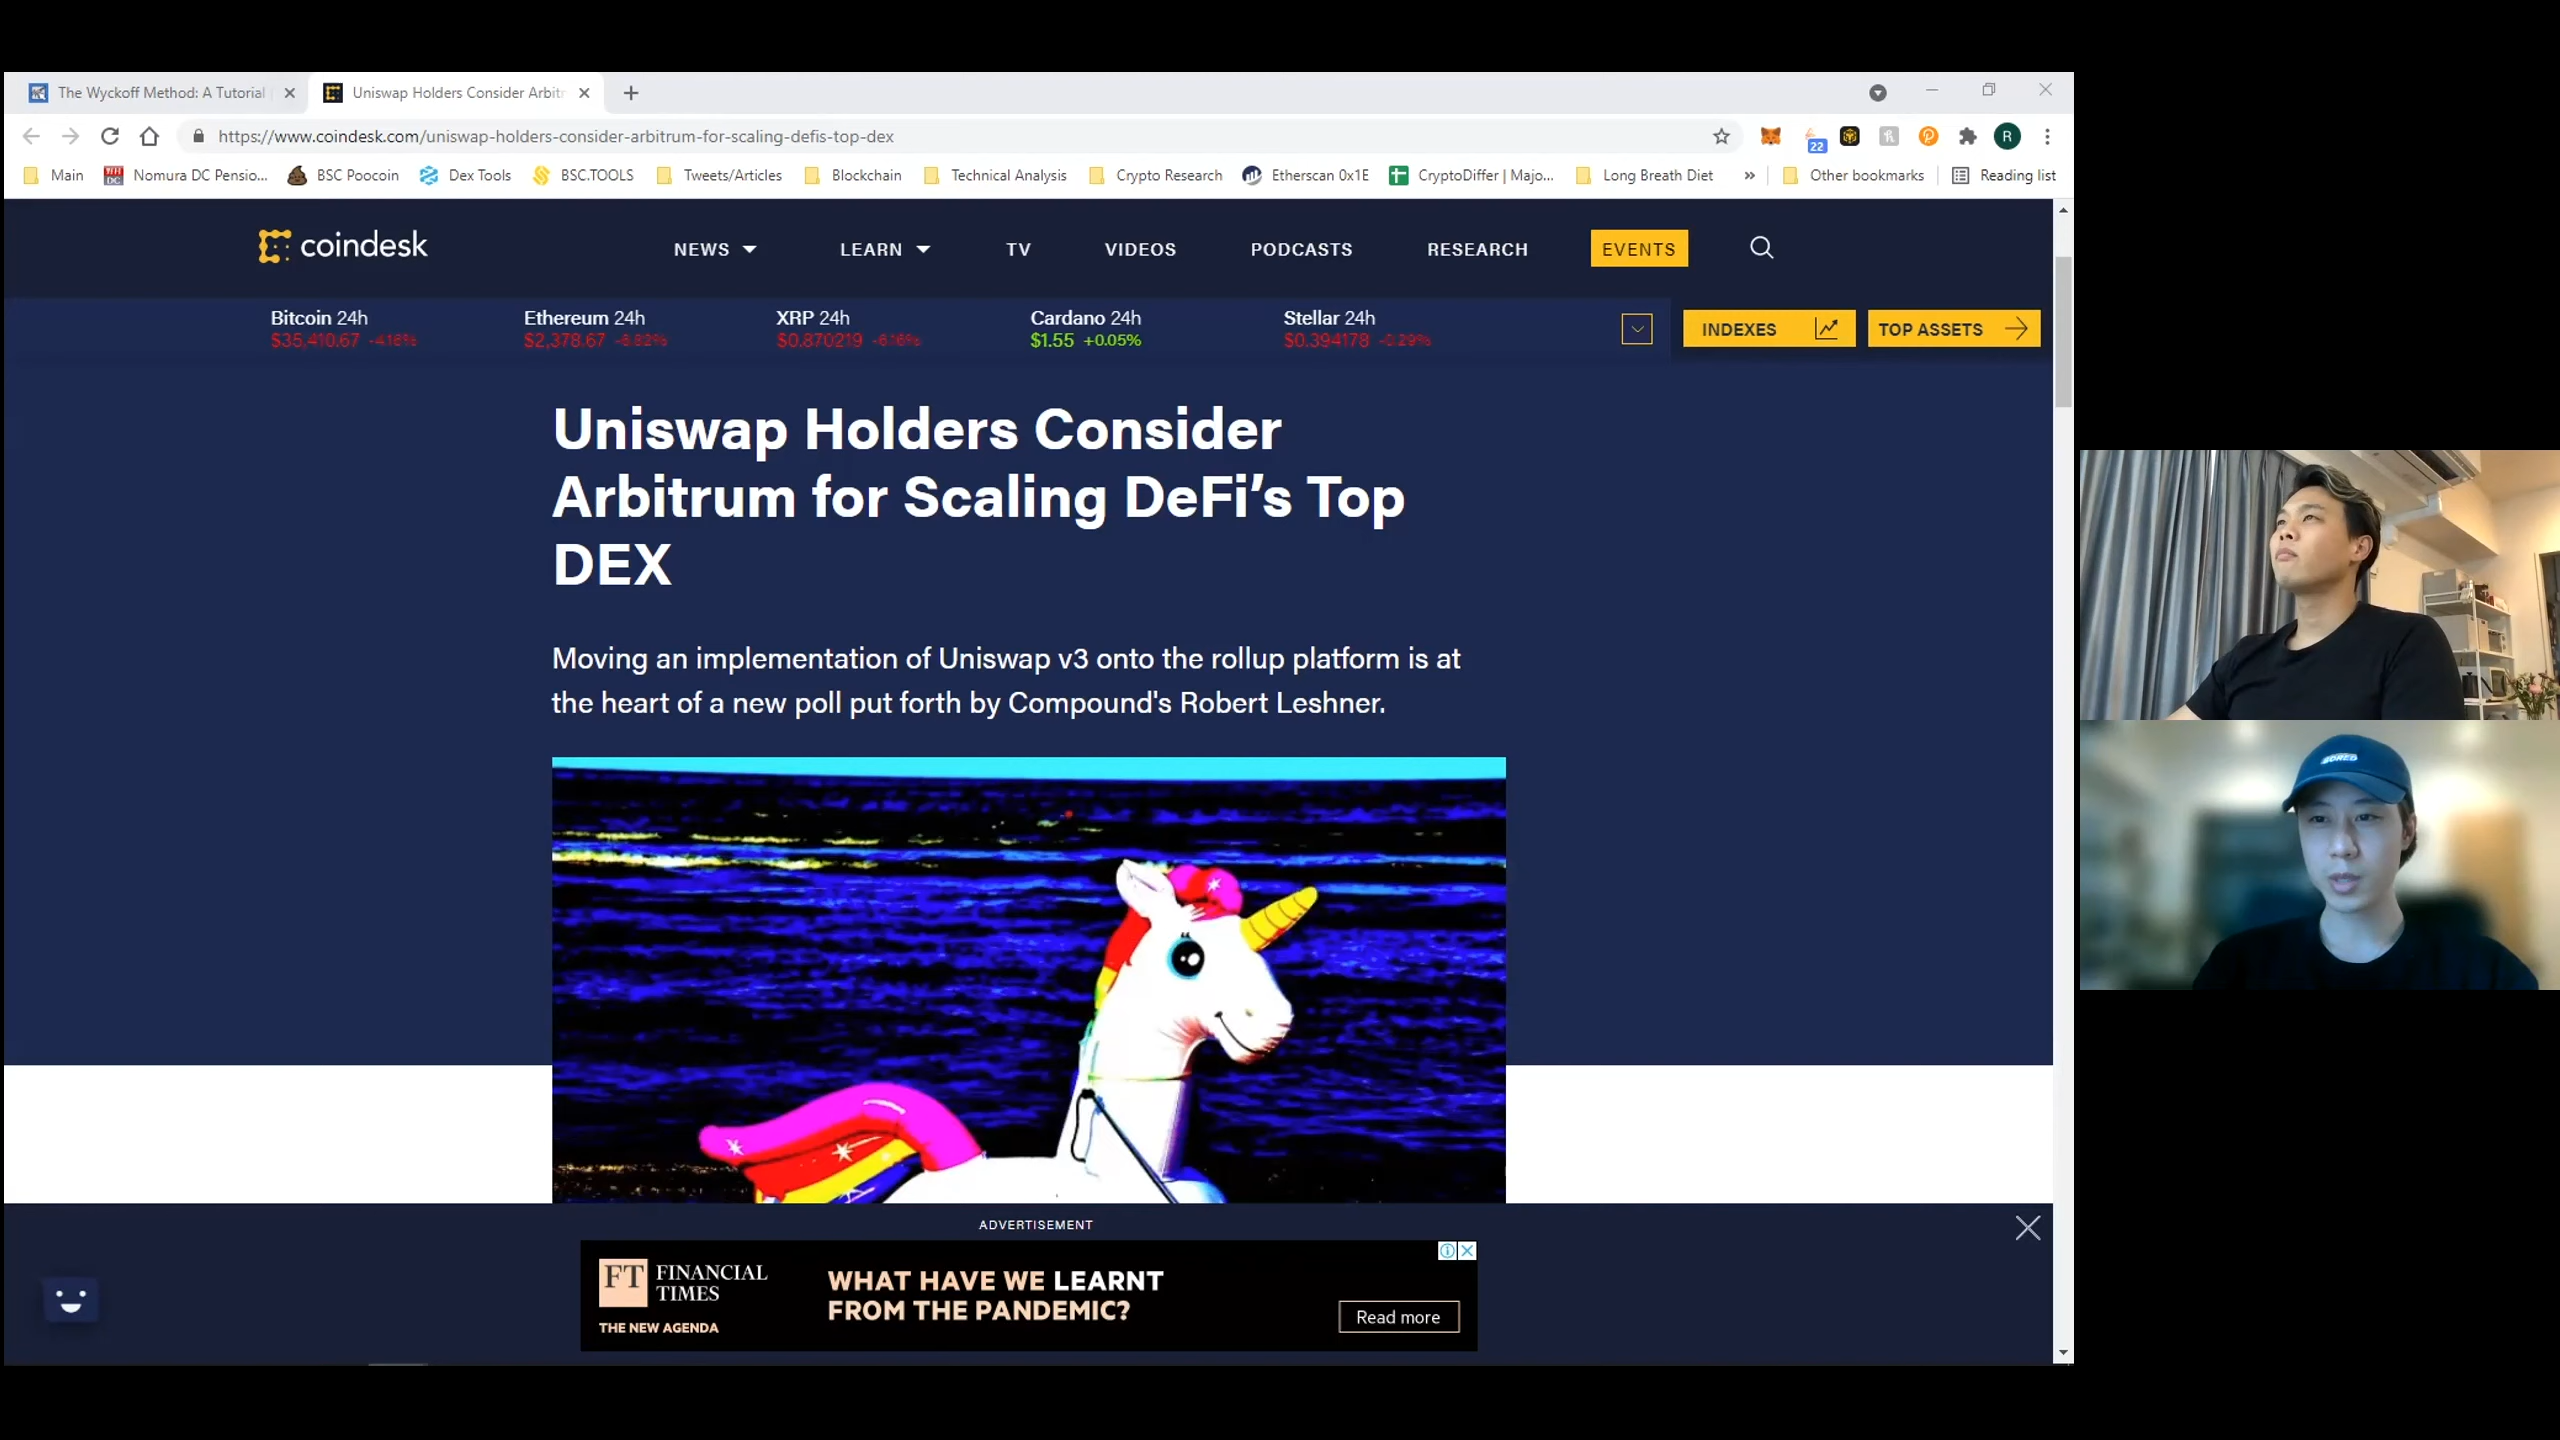 The Wyckoff Method: A Tutorial
Uniswap Holders Consider Arbitr
https://www.coindesk.com/uniswap-holders-consider-arbitrum-for-scaling-defis-top-dex
22
R
Main
Nomura DC Pensio...
BSC Poocoin
Dex Tools
BSC.TOOLS
Tweets/Articles
Blockchain
Technical Analysis
Crypto Research
Etherscan 0x1E
CryptoDiffer | Majo...
Long Breath Diet
»
Other bookmarks
Reading list
coindesk
NEWS
LEARN
TV
VIDEOS
PODCASTS
RESEARCH
EVENTS
Bitcoin 24h
$35,410.67 -4.16%
Ethereum 24h
$2,378.67 -6.82%
XRP 24h
$0.870219 -6.16%
Cardano 24h
$1.55 +0.05%
Stellar 24h
$0.394178 -0.29%
INDEXES
TOP ASSETS
Uniswap Holders Consider
Arbitrum for Scaling DeFi’s Top
DEX
Moving an implementation of Uniswap v3 onto the rollup platform is at
the heart of a new poll put forth by Compound's Robert Leshner.
ADVERTISEMENT
FT FINANCIAL
TIMES
THE NEW AGENDA
WHAT HAVE WE LEARNT
FROM THE PANDEMIC?
Read more